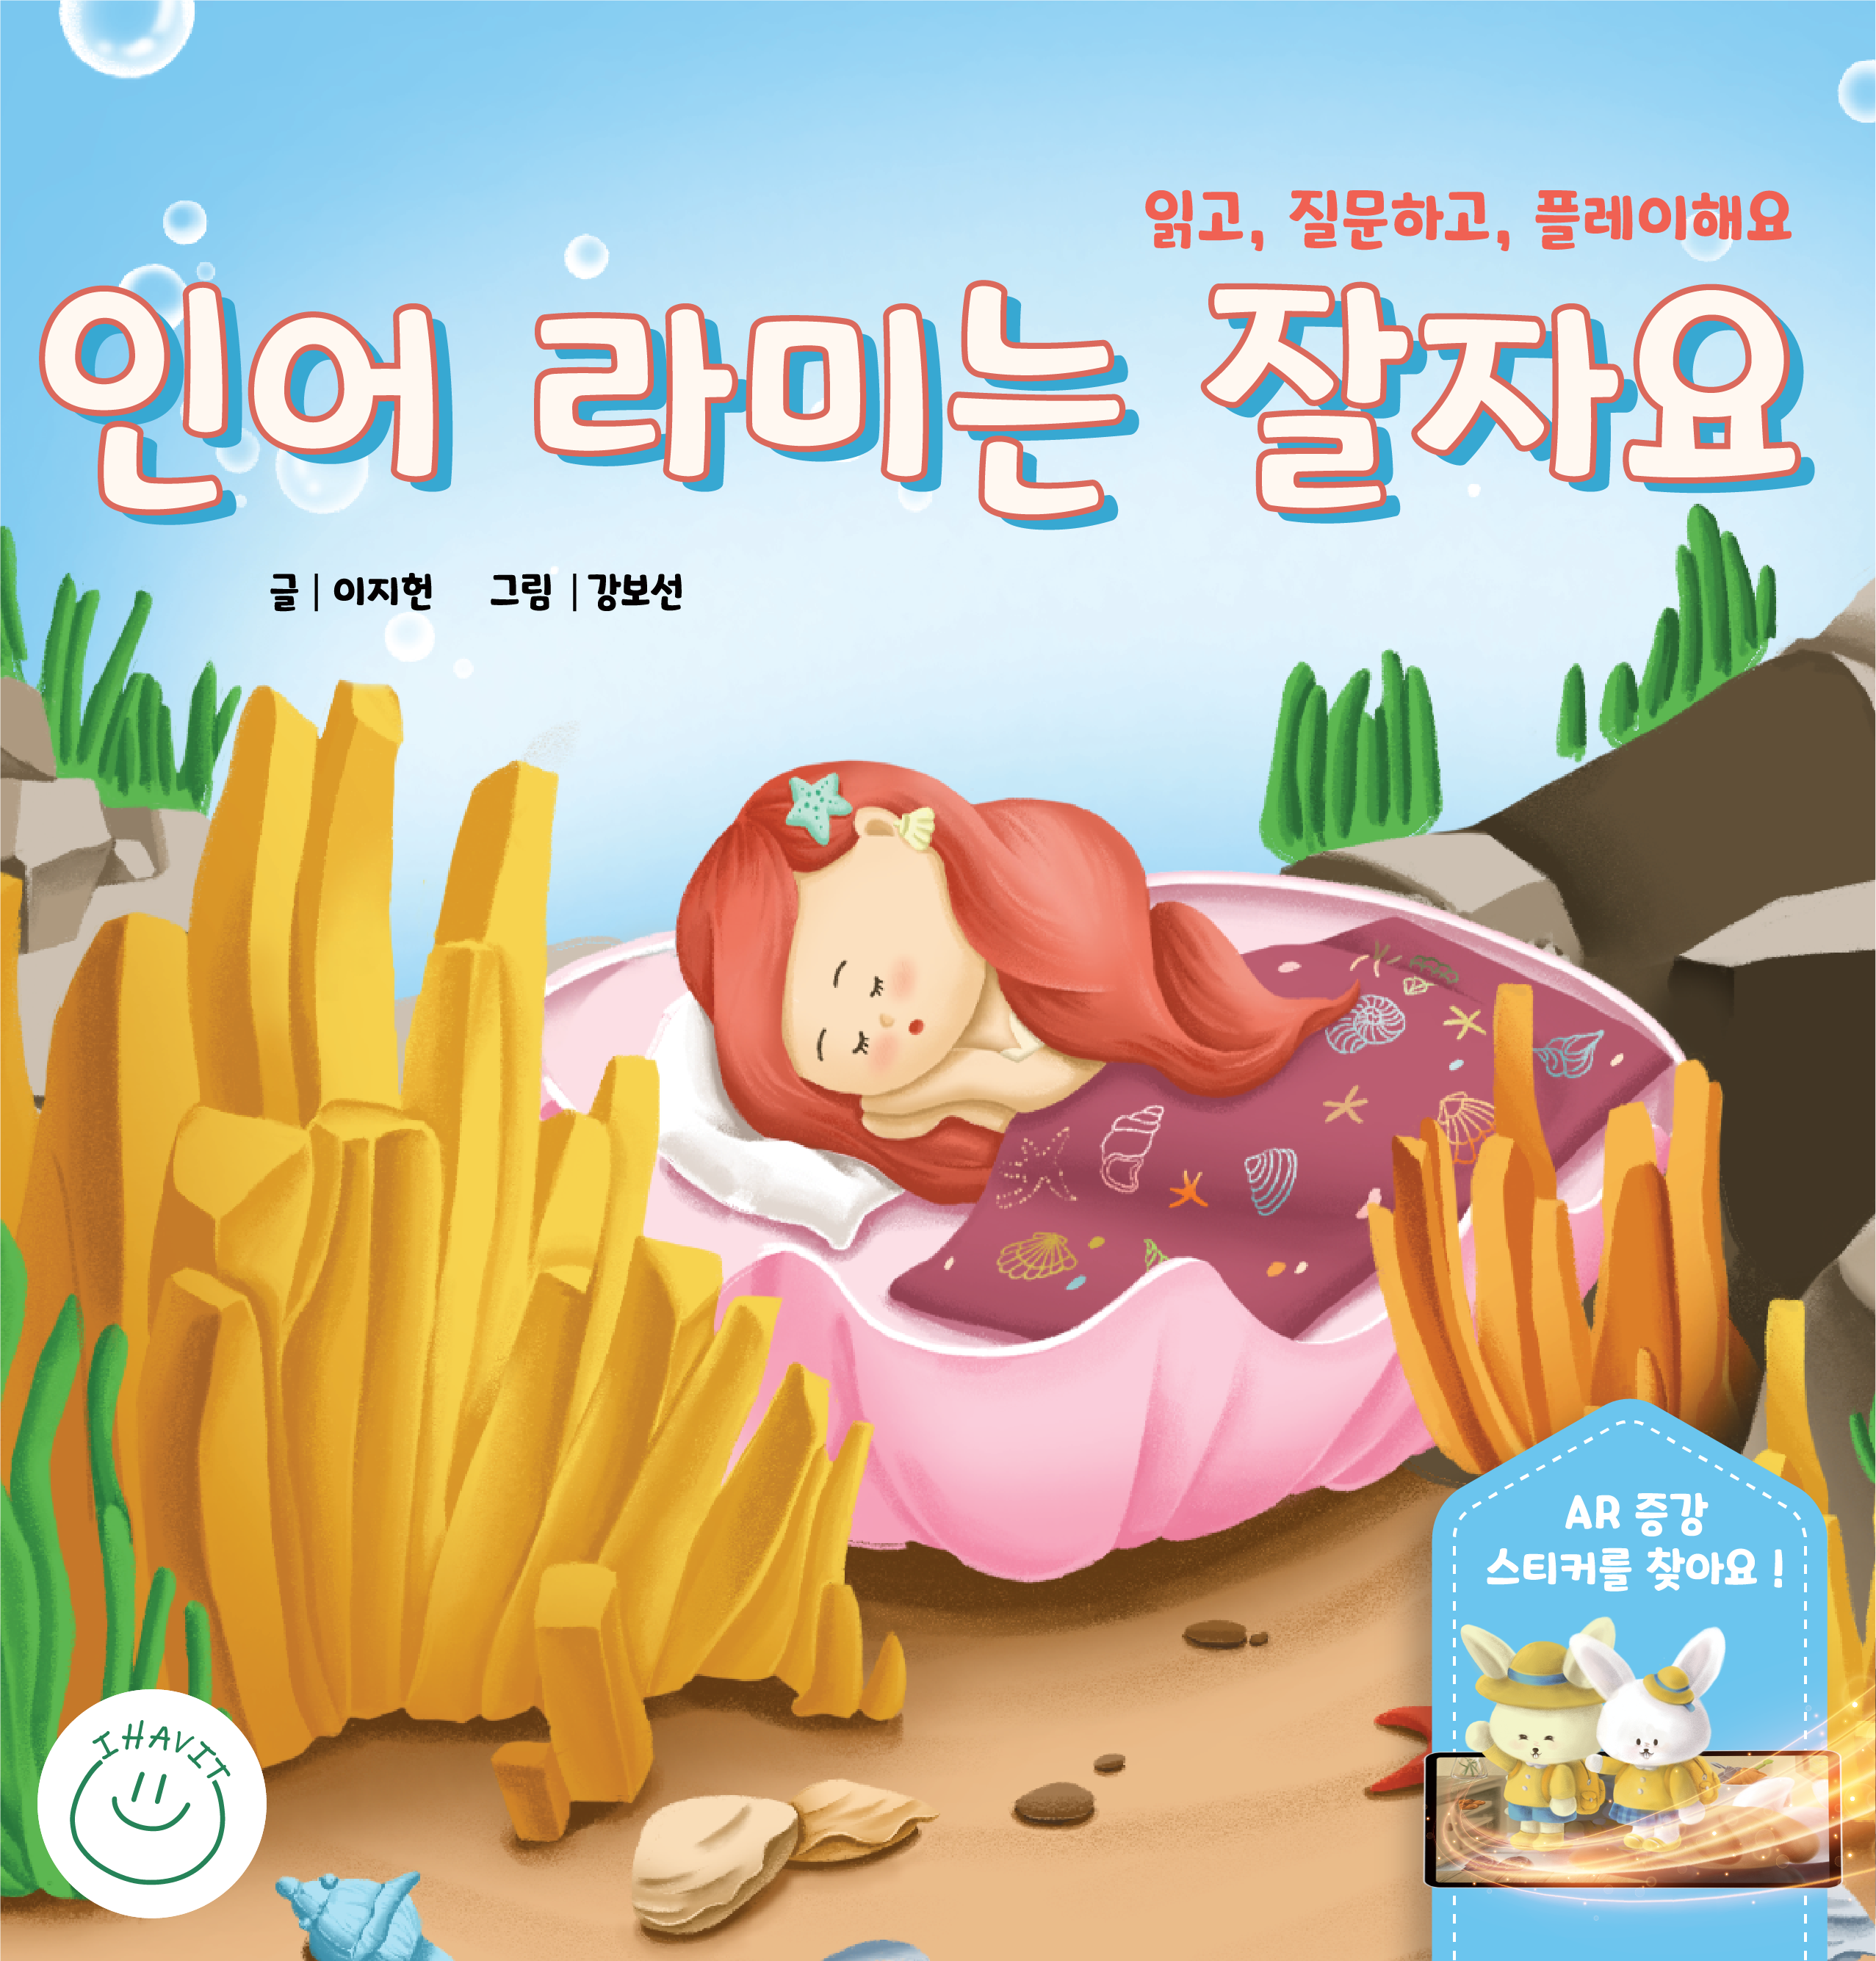 읽고, 질문하고, 플레이해요
인어 라미는 잘자요
글 | 이지헌 그림 | 강보선
AR 증강
스티커를 찾아요!
IHAVIT